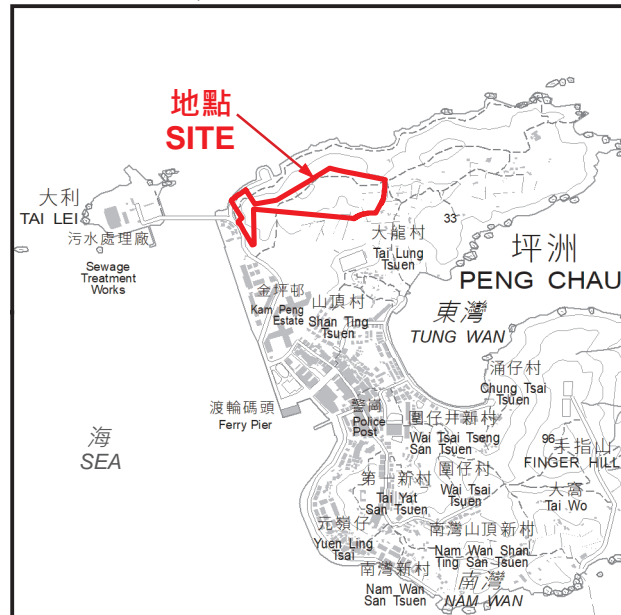 地點
SITE
大利
TAI LEI
污水處理廠
Sewage
Treatment
Works
33
大龍村
Tai Lung
Tsuen
坪洲
PENG CHAU
金坪邨
Kam Peng
Estate
山頂村
Shan Ting
Tsuen
東灣
TUNG WAN
涌仔村
Chung Tsai
Tsuen
渡輪碼頭
Ferry Pier
警崗
Police
Post
圍仔井新村
Wai Tsai Tseng
San Tsuen
海
SEA
96
手指山
FINGER HILL
第一新村
Tai Yat
San Tsuen
圍仔村
Wai Tsai
Tsuen
大窩
Tai Wo
元嶺仔
Yuen Ling
Tsai
南灣山頂新村
Nam Wan Shan
Ting San Tsuen
南灣新村
Nam Wan
San Tsuen
南灣
NAM WAN